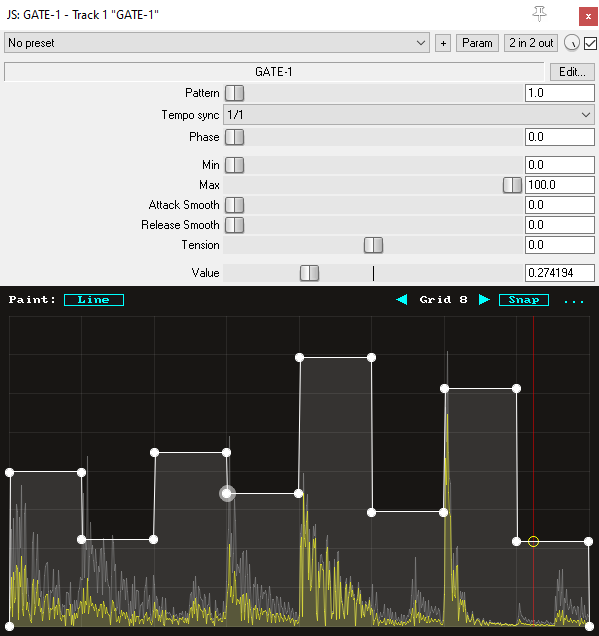 JS: GATE-1 - Track 1 "GATE-1"
x
No preset
+
Param
2 in 2 out
GATE-1
Edit...
Pattern 1.0
Tempo sync 1/1
Phase 0.0
Min 0.0
Max 100.0
Attack Smooth 0.0
Release Smooth 0.0
Tension 0.0
Value 0.274194
Paint: Line Grid 8 Snap ...